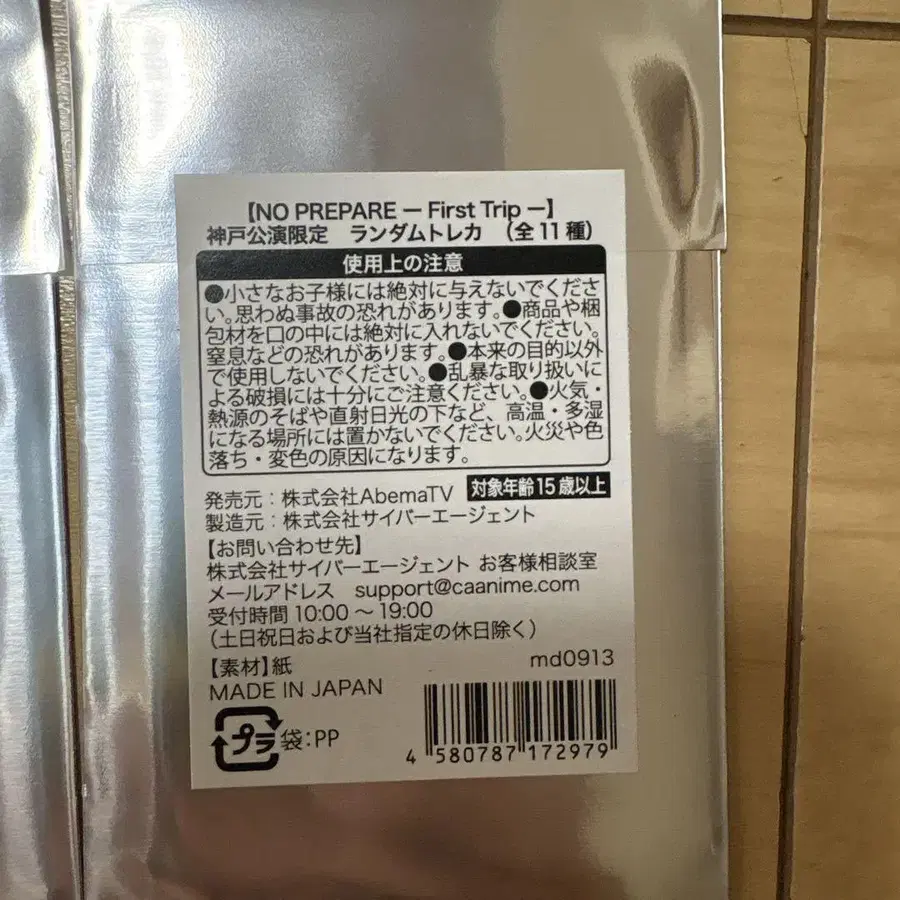 【NO PREPARE ー First Trip ー】
神戸公演限定　ランダムトレカ　（全11種）
使用上の注意
●小さなお子様には絶対に与えないでくださ
い。思わぬ事故の恐れがあります。●商品や梱
包材を口の中には絶対に入れないでください。
窒息などの恐れがあります。●本来の目的以外
で使用しないでください。●乱暴な取り扱いに
よる破損には十分にご注意ください。●火気・
熱源のそばや直射日光の下など、高温・多湿
になる場所には置かないでください。火災や色
落ち・変色の原因になります。
発売元：株式会社AbemaTV 対象年齢15歳以上
製造元：株式会社サイバーエージェント
【お問い合わせ先】
株式会社サイバーエージェント お客様相談室
メールアドレス　support@caanime.com
受付時間 10:00 ～ 19:00
（土日祝日および当社指定の休日除く）
【素材】紙 md0913
MADE IN JAPAN
プラ 袋：PP
4 580787 172979